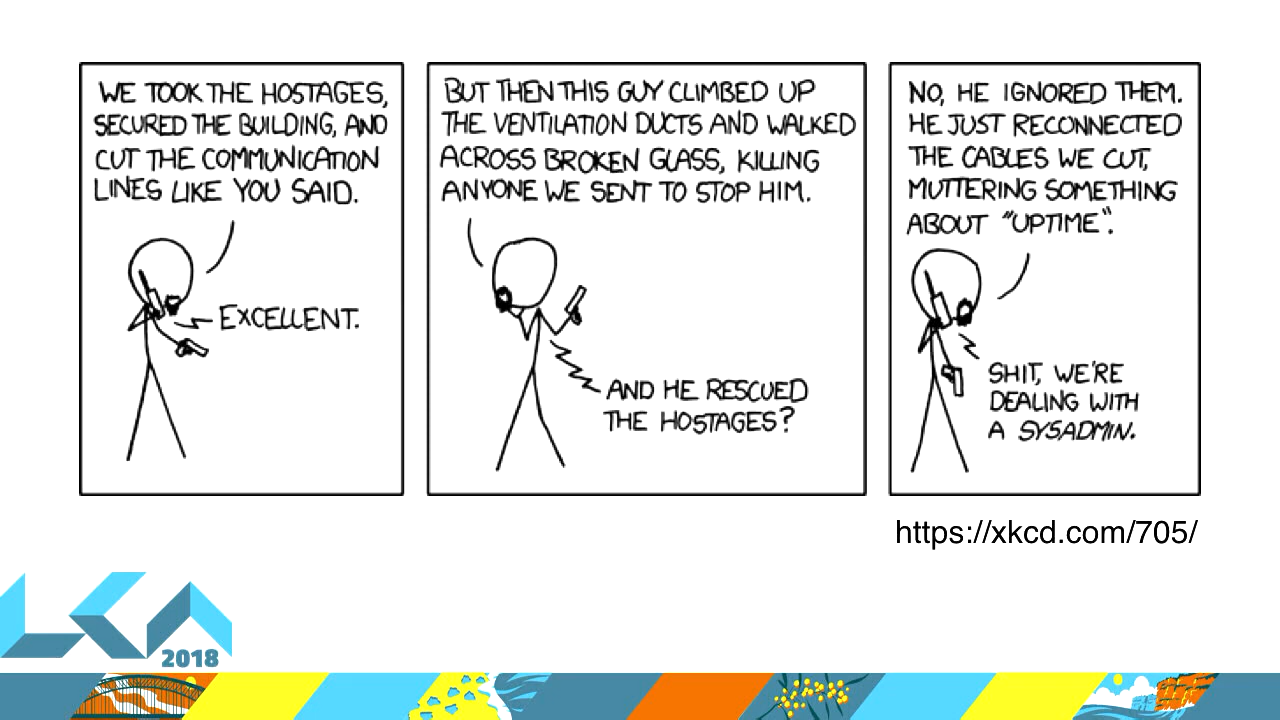 WE TOOK THE HOSTAGES,
SECURED THE BUILDING, AND
CUT THE COMMUNICATION
LINES LIKE YOU SAID.
EXCELLENT.
BUT THEN THIS GUY CLIMBED UP
THE VENTILATION DUCTS AND WALKED
ACROSS BROKEN GLASS, KILLING
ANYONE WE SENT TO STOP HIM.
AND HE RESCUED
THE HOSTAGES?
NO, HE IGNORED THEM.
HE JUST RECONNECTED
THE CABLES WE CUT,
MUTTERING SOMETHING
ABOUT "UPTIME".
SHIT, WE'RE
DEALING WITH
A SYSADMIN.
https://xkcd.com/705/
LCA
2018